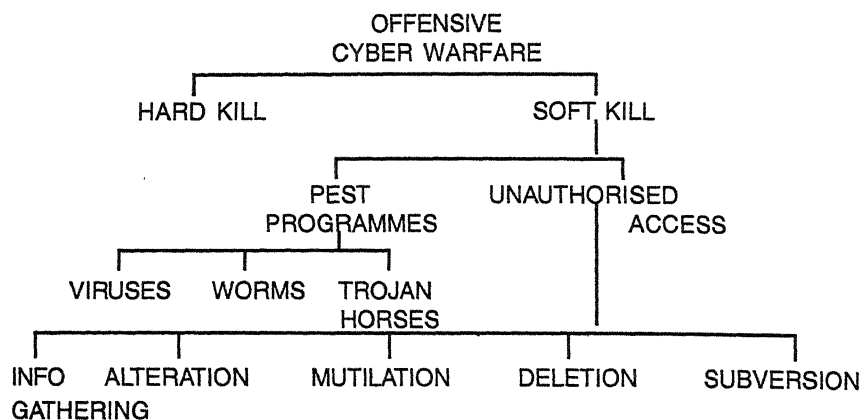 OFFENSIVE
CYBER WARFARE
HARD KILL
SOFT KILL
PEST
PROGRAMMES
UNAUTHORISED
ACCESS
VIRUSES
WORMS
TROJAN
HORSES
INFO
GATHERING
ALTERATION
MUTILATION
DELETION
SUBVERSION